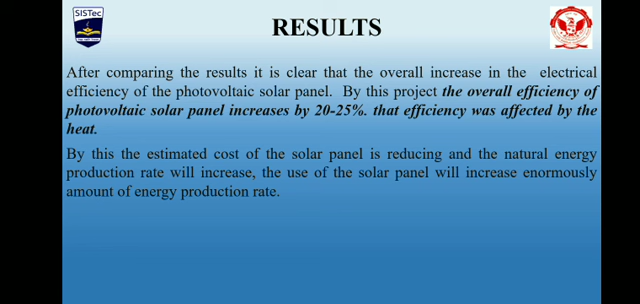 SISTec
RESULTS
After comparing the results it is clear that the overall increase in the electrical
efficiency of the photovoltaic solar panel. By this project the overall efficiency of
photovoltaic solar panel increases by 20-25%. that efficiency was affected by the
heat.
By this the estimated cost of the solar panel is reducing and the natural energy
production rate will increase, the use of the solar panel will increase enormously
amount of energy production rate.